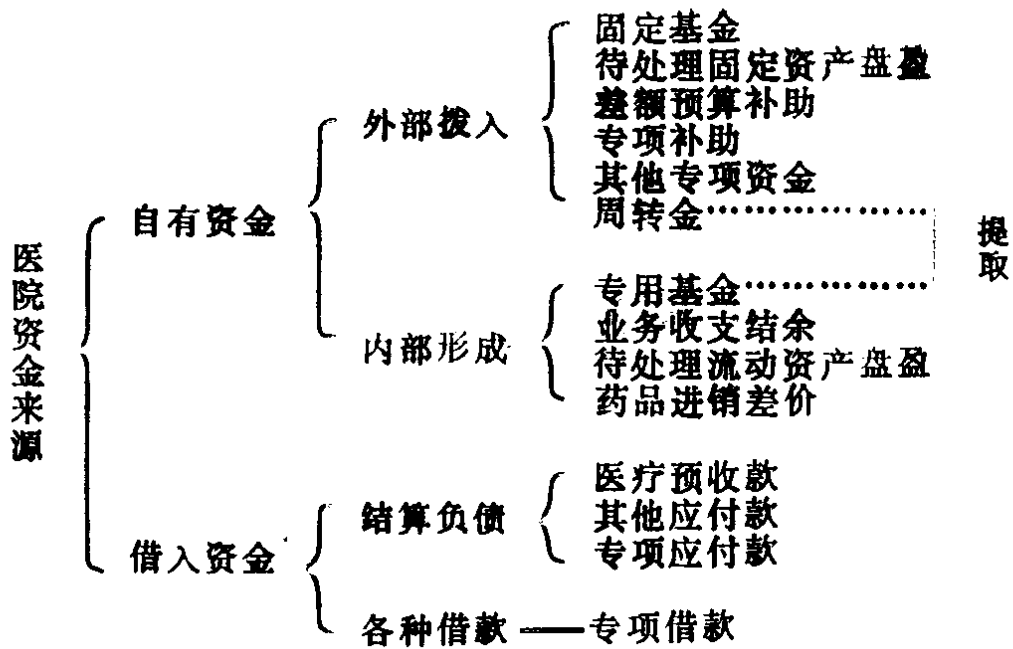 医院资金来源
自有资金
外部拨入
固定基金
待处理固定资产盘盈
差额预算补助
专项补助
其他专项资金
周转金
提取
内部形成
专用基金
业务收支结余
待处理流动资产盘盈
药品进销差价
借入资金
结算负债
医疗预收款
其他应付款
专项应付款
各种借款
专项借款